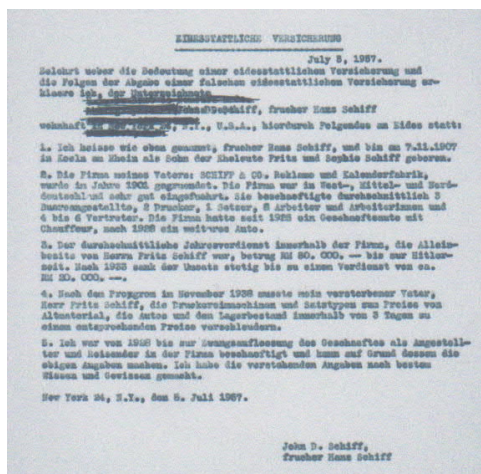 EIDESSTATTLICHE VERSICHERUNG
July 5, 1957.
Belehrt ueber die Bedeutung einer eidesstattlichen Versicherung und
die Folgen der Abgabe einer falschen eidesstattlichen Versicherung er-
klaere ich, der Unterzeichnete
Schiff, frueher Hans Schiff
wohnhaft N.Y., U.S.A., hierdurch Folgendes an Eides statt:
1. Ich heisse wie oben genannt, frueher Hans Schiff, und bin am 7.11.1907
in Koeln am Rhein als Sohn der Eheleute Fritz und Sophie Schiff geboren.
2. Die Firma meines Vaters: SCHIFF & CO. Reklame und Kalenderfabrik,
wurde im Jahre 1901 gegruendet. Die Firma war in West-, Mittel- und Nord-
deutschland sehr gut eingefuehrt. Sie beschaeftigte durchschnittlich 3
Bueroangestellte, 2 Drucker, 1 Setzer, 8 Arbeiter und Arbeiterinnen und
4 bis 6 Vertreter. Die Firma hatte seit 1925 ein Geschaeftsauto mit
Chauffeur, nach 1928 ein weiteres Auto.
3. Der durchschnittliche Jahresverdienst innerhalb der Firma, die Allein-
besitz von Herrn Fritz Schiff war, betrug RM 50. 000. -- bis zur Hitler-
zeit. Nach 1933 sank der Umsatz stetig bis zu einem Verdienst von ca.
RM 20. 000. --.
4. Nach den Progrom im November 1938 musste mein verstorbener Vater,
Herr Fritz Schiff, die Druckereimaschinen und Satztypen zum Preise von
Altmaterial, die Autos und den Lagerbestand innerhalb von 3 Tagen zu
einem entsprechenden Preise verschleudern.
5. Ich war von 1925 bis zur Zwangsaufloesung des Geschaeftes als Angestell-
ter und Reisender in der Firma beschaeftigt und kann auf Grund dessen die
obigen Angaben machen. Ich habe die vorstehenden Angaben nach bestem
Wissen und Gewissen gemacht.
New York 24, N.Y., den 5. Juli 1957.
John D. Schiff,
frueher Hans Schiff